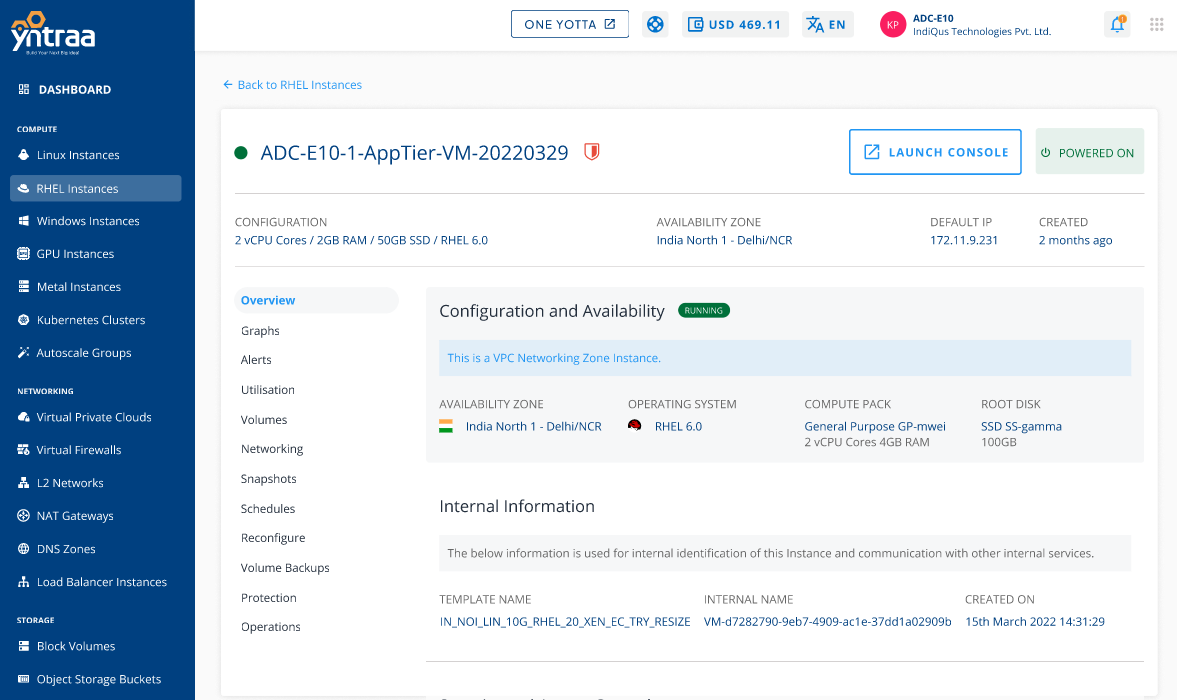 yntraa
Build Your Next Big Idea!
ONE YOTTA
USD 469.11
EN
KP
ADC-E10
IndiQus Technologies Pvt. Ltd.
DASHBOARD
COMPUTE
Linux Instances
RHEL Instances
Windows Instances
GPU Instances
Metal Instances
Kubernetes Clusters
Autoscale Groups
NETWORKING
Virtual Private Clouds
Virtual Firewalls
L2 Networks
NAT Gateways
DNS Zones
Load Balancer Instances
STORAGE
Block Volumes
Object Storage Buckets
← Back to RHEL Instances
ADC-E10-1-AppTier-VM-20220329
LAUNCH CONSOLE
POWERED ON
CONFIGURATION
2 vCPU Cores / 2GB RAM / 50GB SSD / RHEL 6.0
AVAILABILITY ZONE
India North 1 - Delhi/NCR
DEFAULT IP
172.11.9.231
CREATED
2 months ago
Overview
Graphs
Alerts
Utilisation
Volumes
Networking
Snapshots
Schedules
Reconfigure
Volume Backups
Protection
Operations
Configuration and Availability RUNNING
This is a VPC Networking Zone Instance.
AVAILABILITY ZONE
India North 1 - Delhi/NCR
OPERATING SYSTEM
RHEL 6.0
COMPUTE PACK
General Purpose GP-mwei
2 vCPU Cores 4GB RAM
ROOT DISK
SSD SS-gamma
100GB
Internal Information
The below information is used for internal identification of this Instance and communication with other internal services.
TEMPLATE NAME
IN_NOI_LIN_10G_RHEL_20_XEN_EC_TRY_RESIZE
INTERNAL NAME
VM-d7282790-9eb7-4909-ac1e-37dd1a02909b
CREATED ON
15th March 2022 14:31:29